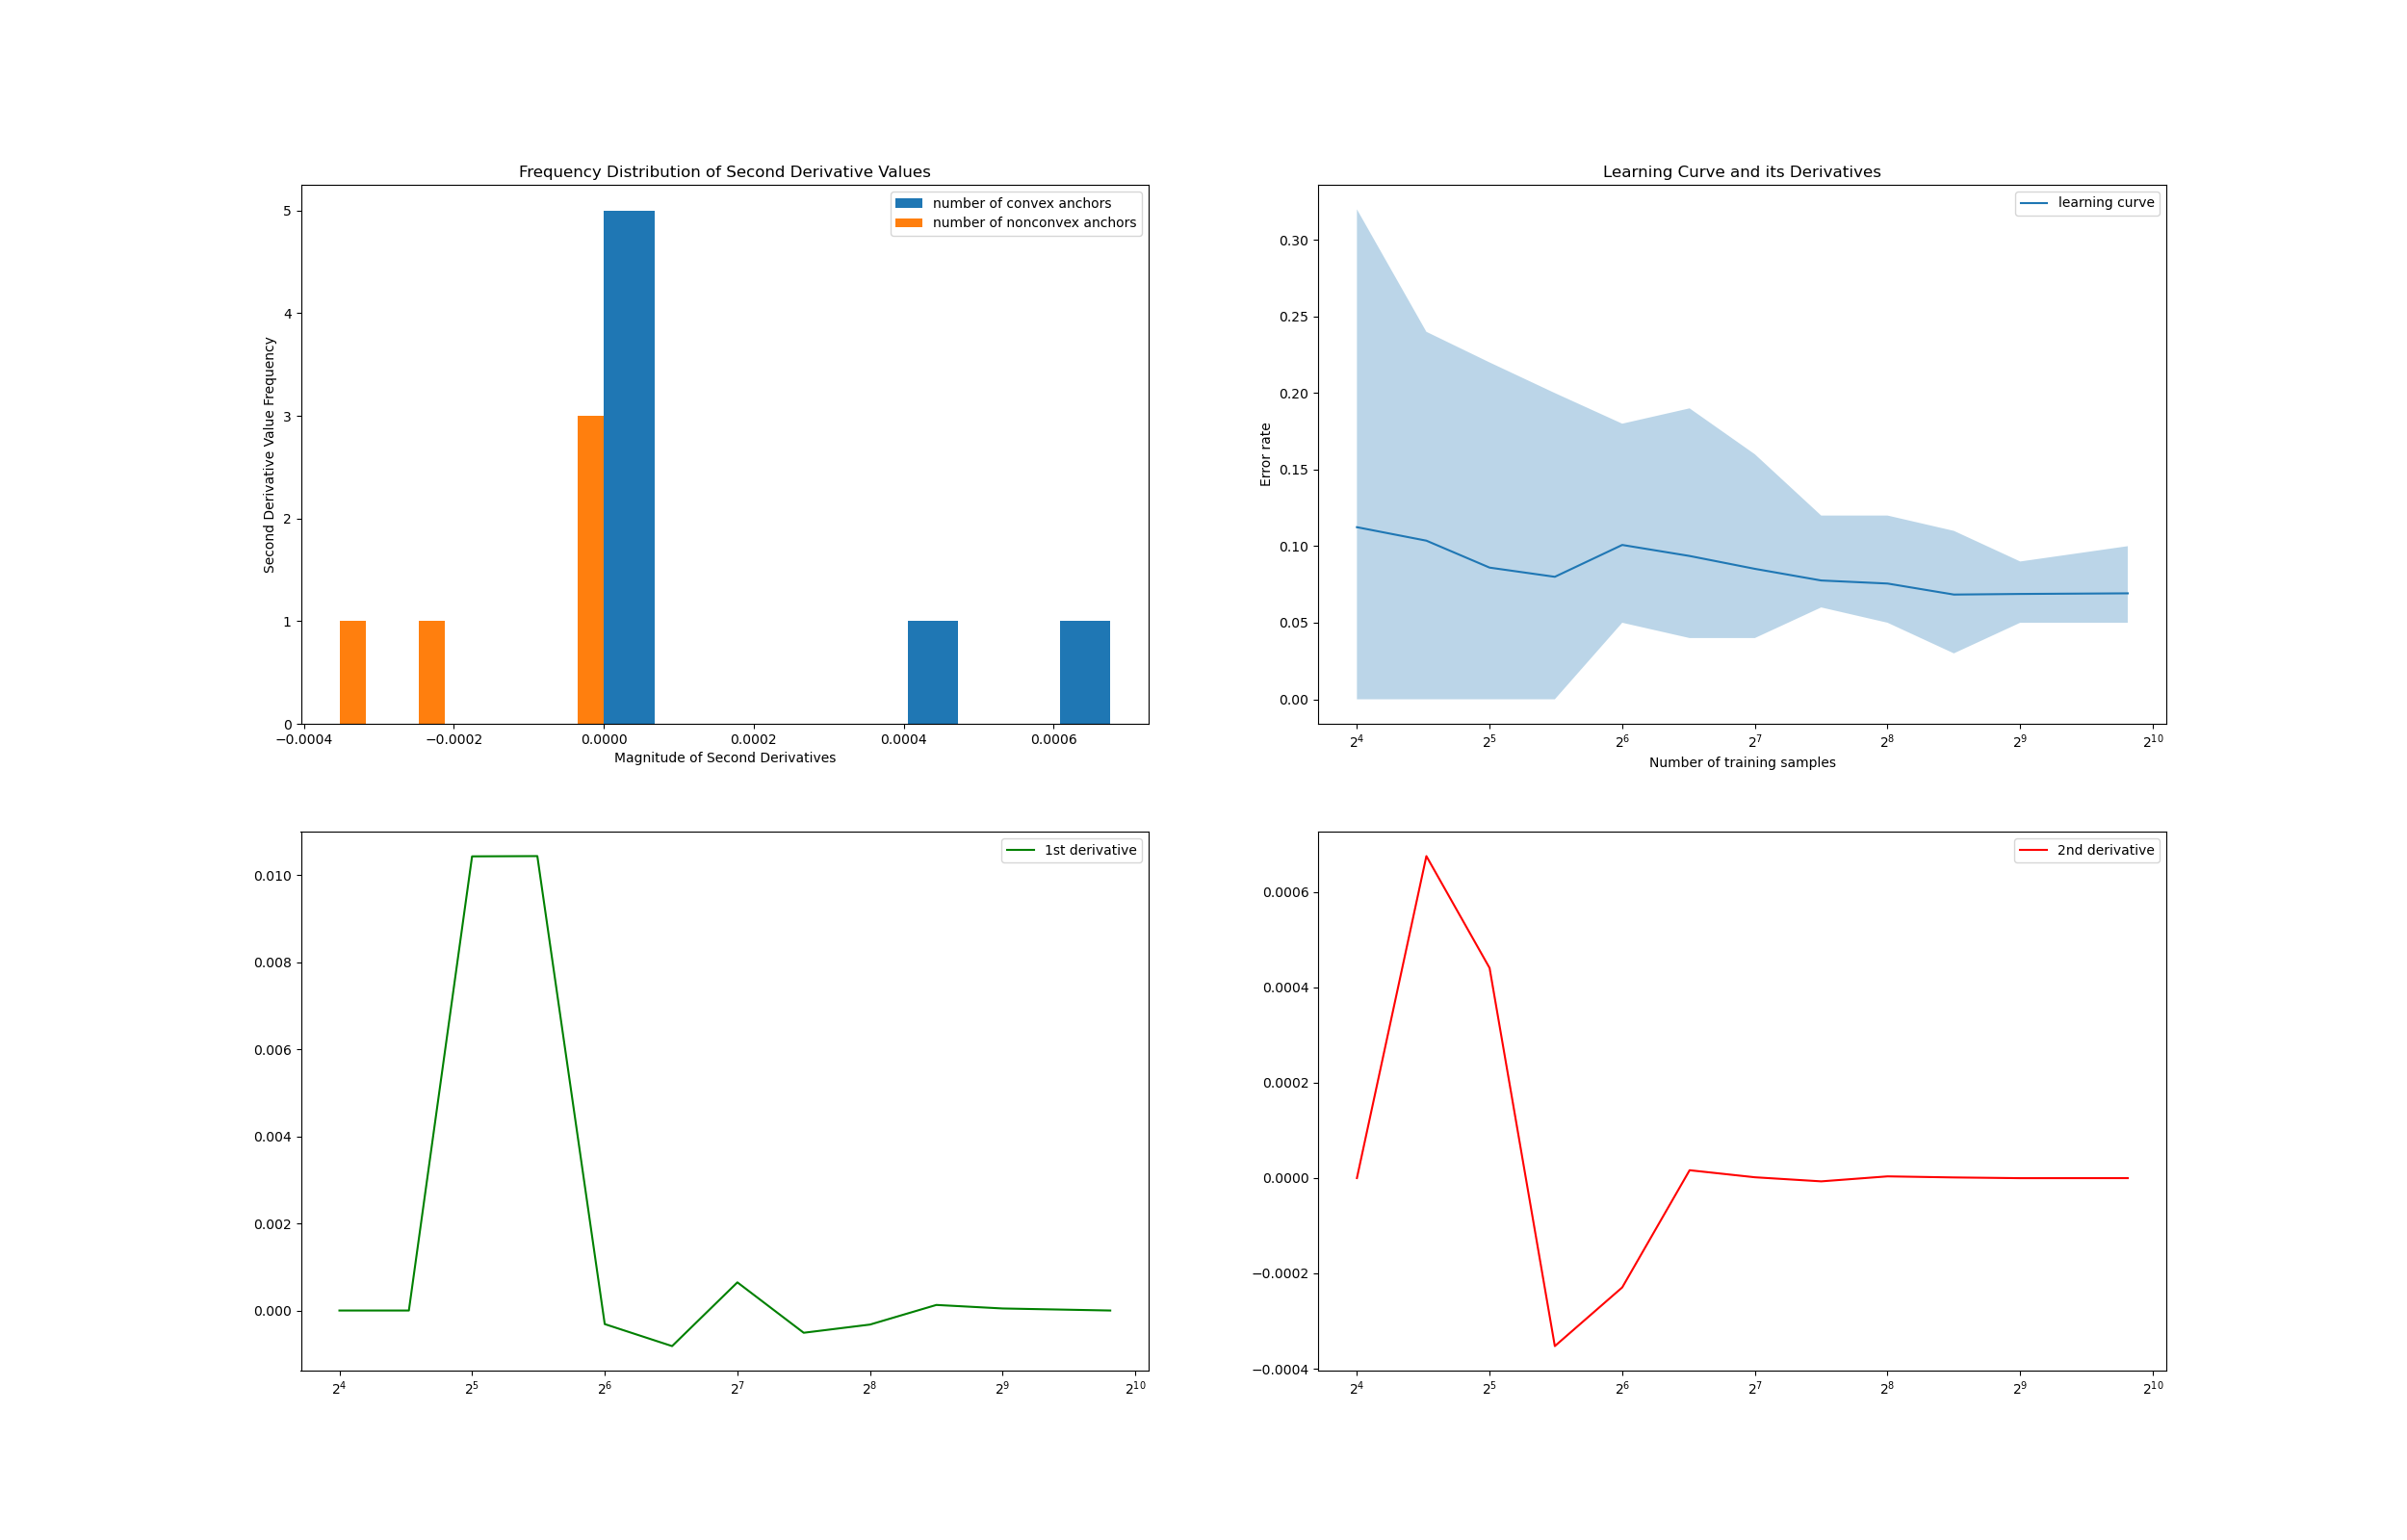 Frequency Distribution of Second Derivative Values
number of convex anchors
number of nonconvex anchors
Second Derivative Value Frequency
5
4
3
2
1
0
−0.0004 −0.0002 0.0000 0.0002 0.0004 0.0006
Magnitude of Second Derivatives
Learning Curve and its Derivatives
learning curve
Error rate
0.30
0.25
0.20
0.15
0.10
0.05
0.00
2⁴ 2⁵ 2⁶ 2⁷ 2⁸ 2⁹ 2¹⁰
Number of training samples
1st derivative
0.010
0.008
0.006
0.004
0.002
0.000
2⁴ 2⁵ 2⁶ 2⁷ 2⁸ 2⁹ 2¹⁰
2nd derivative
0.0006
0.0004
0.0002
0.0000
−0.0002
−0.0004
2⁴ 2⁵ 2⁶ 2⁷ 2⁸ 2⁹ 2¹⁰